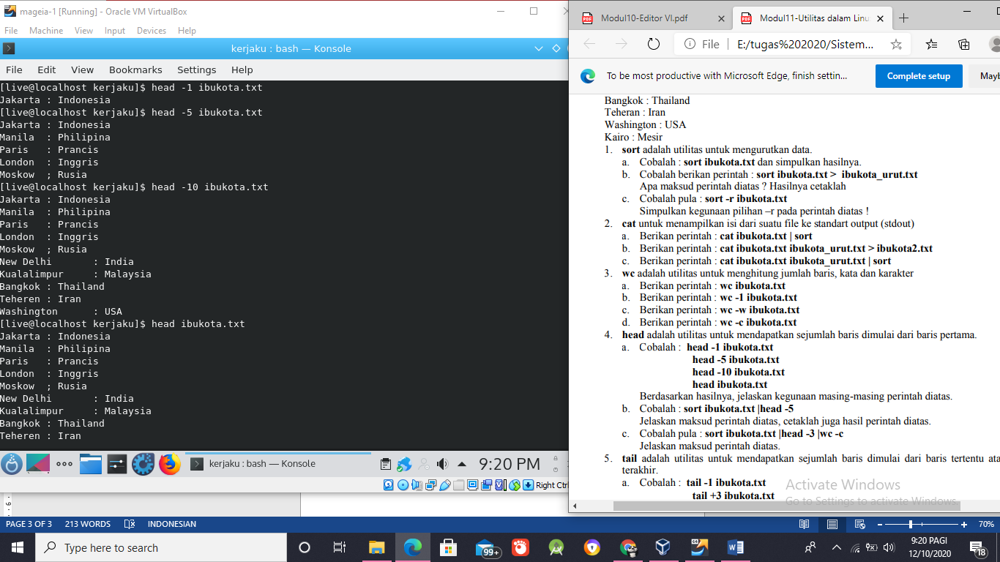 mageia-1 [Running] - Oracle VM VirtualBox
File Machine View Input Devices Help
kerjaku : bash — Konsole
File Edit View Bookmarks Settings Help
[live@localhost kerjaku]$ head -1 ibukota.txt
Jakarta : Indonesia
[live@localhost kerjaku]$ head -5 ibukota.txt
Jakarta : Indonesia
Manila : Philipina
Paris : Prancis
London : Inggris
Moskow ; Rusia
[live@localhost kerjaku]$ head -10 ibukota.txt
Jakarta : Indonesia
Manila : Philipina
Paris : Prancis
London : Inggris
Moskow ; Rusia
New Delhi : India
Kualalimpur : Malaysia
Bangkok : Thailand
Teheren : Iran
Washington : USA
[live@localhost kerjaku]$ head ibukota.txt
Jakarta : Indonesia
Manila : Philipina
Paris : Prancis
London : Inggris
Moskow ; Rusia
New Delhi : India
Kualalimpur : Malaysia
Bangkok : Thailand
Teheren : Iran
kerjaku : bash — Konsole
9:20 PM
Right Ctrl
Modul10-Editor VI.pdf
Modul11-Utilitas dalam Linu
File E:/tugas%202020/Sistem...
To be most productive with Microsoft Edge, finish settin...
Complete setup
Mayb
Bangkok : Thailand
Teheran : Iran
Washington : USA
Kairo : Mesir
1. sort adalah utilitas untuk mengurutkan data.
a. Cobalah : sort ibukota.txt dan simpulkan hasilnya.
b. Cobalah berikan perintah : sort ibukota.txt > ibukota_urut.txt
Apa maksud perintah diatas ? Hasilnya cetaklah
c. Cobalah pula : sort -r ibukota.txt
Simpulkan kegunaan pilihan –r pada perintah diatas !
2. cat untuk menampilkan isi dari suatu file ke standart output (stdout)
a. Berikan perintah : cat ibukota.txt | sort
b. Berikan perintah : cat ibukota.txt ibukota_urut.txt > ibukota2.txt
c. Berikan perintah : cat ibukota.txt ibukota_urut.txt | sort
3. wc adalah utilitas untuk menghitung jumlah baris, kata dan karakter
a. Berikan perintah : wc ibukota.txt
b. Berikan perintah : wc -1 ibukota.txt
c. Berikan perintah : wc -w ibukota.txt
d. Berikan perintah : wc -c ibukota.txt
4. head adalah utilitas untuk mendapatkan sejumlah baris dimulai dari baris pertama.
a. Cobalah : head -1 ibukota.txt
head -5 ibukota.txt
head -10 ibukota.txt
head ibukota.txt
Berdasarkan hasilnya, jelaskan kegunaan masing-masing perintah diatas.
b. Cobalah : sort ibukota.txt |head -5
Jelaskan maksud perintah diatas, cetaklah juga hasil perintah diatas.
c. Cobalah pula : sort ibukota.txt |head -3 |wc -c
Jelaskan maksud perintah diatas.
5. tail adalah utilitas untuk mendapatkan sejumlah baris dimulai dari baris tertentu ata
terakhir.
a. Cobalah : tail -1 ibukota.txt
tail +3 ibukota.txt
Activate Windows
Go to Settings to activate Windows.
PAGE 3 OF 3 213 WORDS INDONESIAN
70%
Type here to search
99+
9:20 PAGI
12/10/2020
18